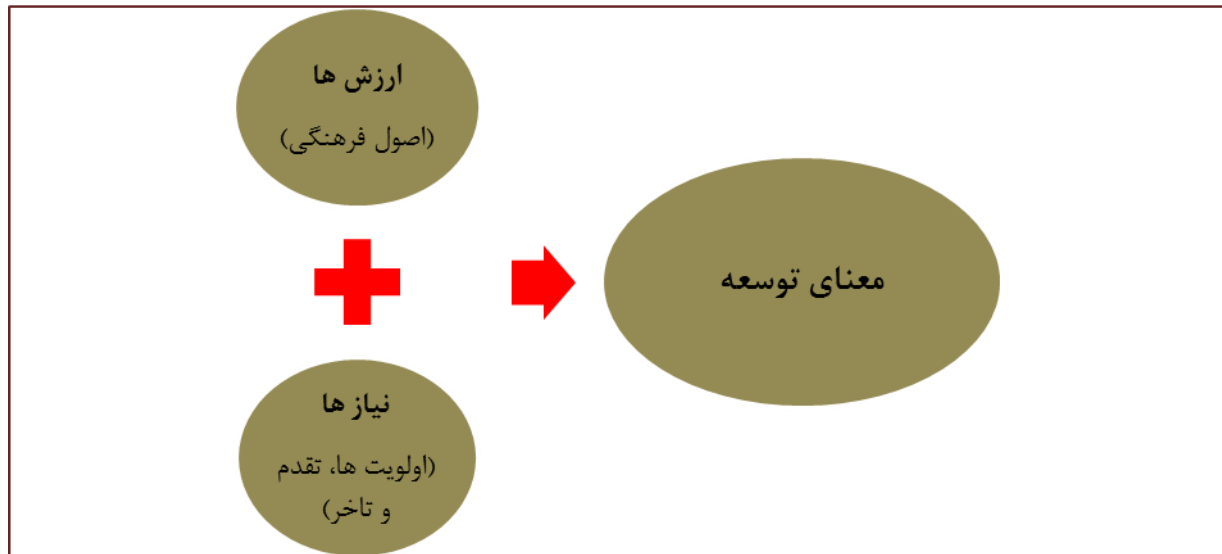 ارزش ها
(اصول فرهنگی)
معنای توسعه
نیاز ها
(اولویت ها، تقدم
و تاخر)